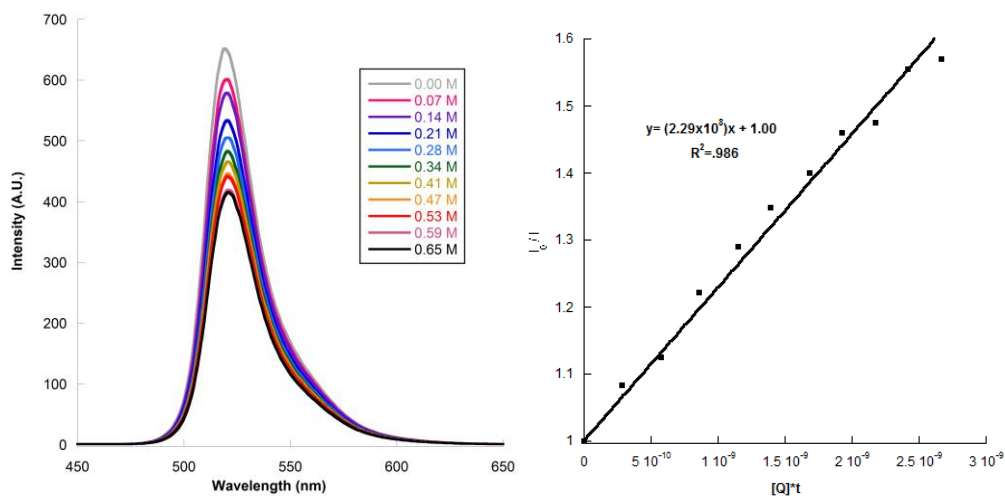 700
600
500
400
300
200
100
0
Intensity (A.U.)
450
500
550
600
650
Wavelength (nm)
0.00 M
0.07 M
0.14 M
0.21 M
0.28 M
0.34 M
0.41 M
0.47 M
0.53 M
0.59 M
0.65 M
1.6
1.5
1.4
1.3
1.2
1.1
1
I₀ / I
y= (2.29x10⁸)x + 1.00
R²=.986
0
5 10⁻¹⁰
1 10⁻⁹
1.5 10⁻⁹
2 10⁻⁹
2.5 10⁻⁹
3 10⁻⁹
[Q]*t